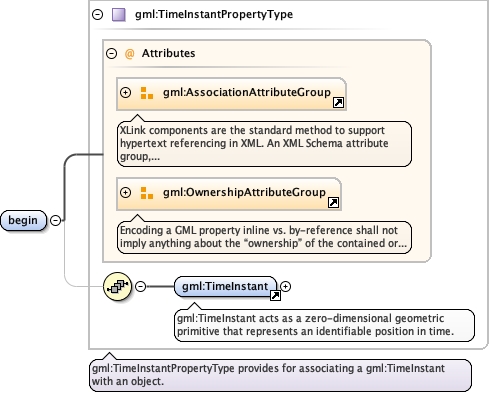 gml:TimeInstantPropertyType
@ Attributes
gml:AssociationAttributeGroup
XLink components are the standard method to support
hypertext referencing in XML. An XML Schema attribute
group,...
gml:OwnershipAttributeGroup
Encoding a GML property inline vs. by-reference shall not
imply anything about the “ownership” of the contained or...
begin
gml:TimeInstant
gml:TimeInstant acts as a zero-dimensional geometric
primitive that represents an identifiable position in time.
gml:TimeInstantPropertyType provides for associating a gml:TimeInstant
with an object.